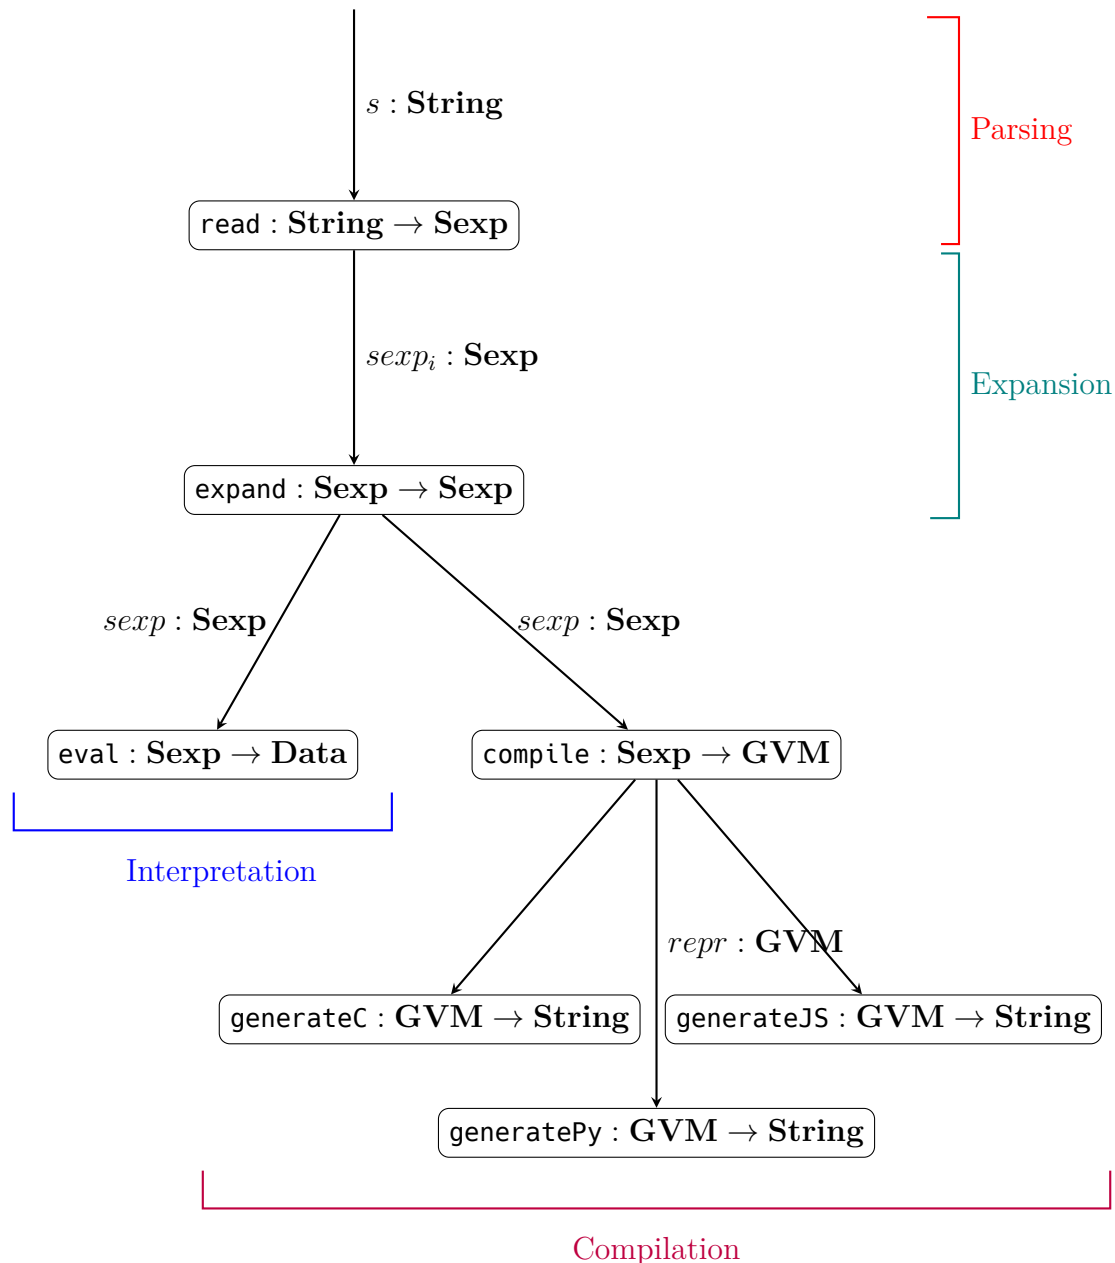 s : String
Parsing
read : String → Sexp
sexpᵢ : Sexp
Expansion
expand : Sexp → Sexp
sexp : Sexp
sexp : Sexp
eval : Sexp → Data
compile : Sexp → GVM
Interpretation
repr : GVM
generateC : GVM → String
generateJS : GVM → String
generatePy : GVM → String
Compilation